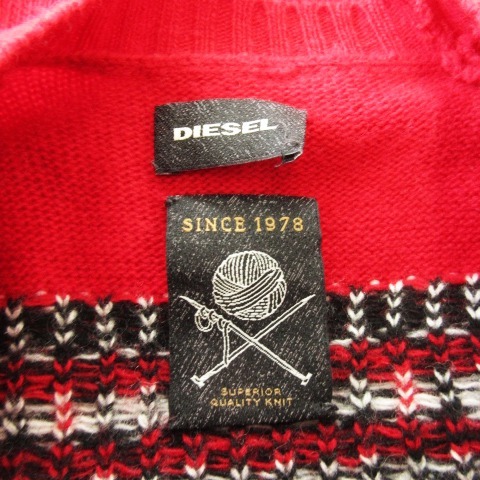 DIESEL
SINCE 1978
SUPERIOR
QUALITY KNIT